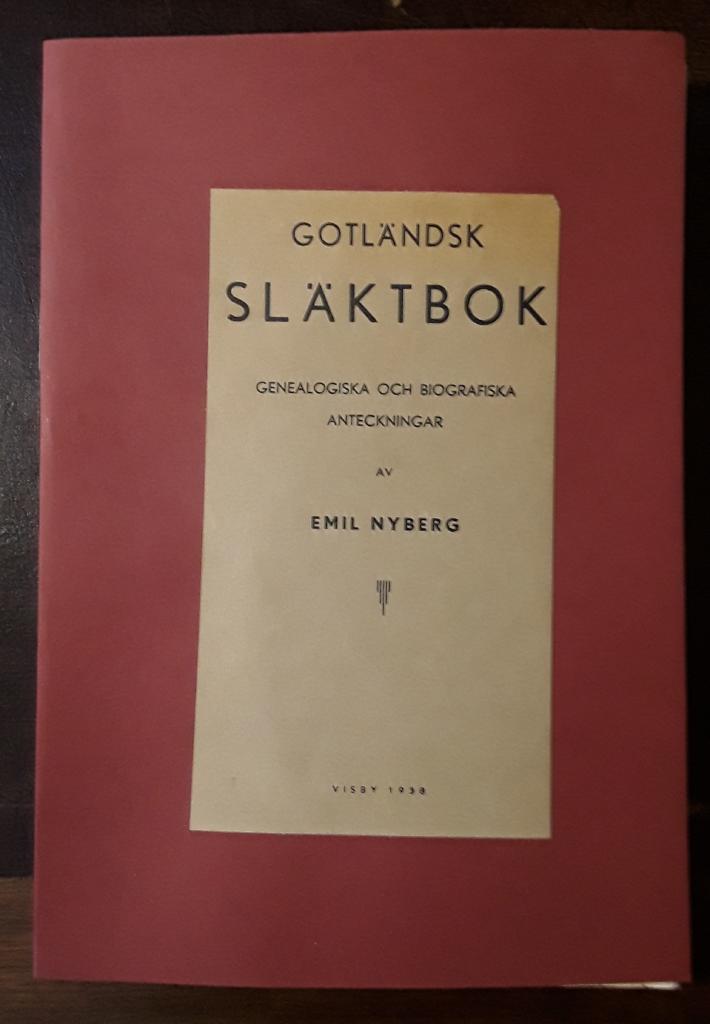 GOTLÄNDSK
SLÄKTBOK
GENEALOGISKA OCH BIOGRAFISKA
ANTECKNINGAR
AV
EMIL NYBERG
VISBY 1938